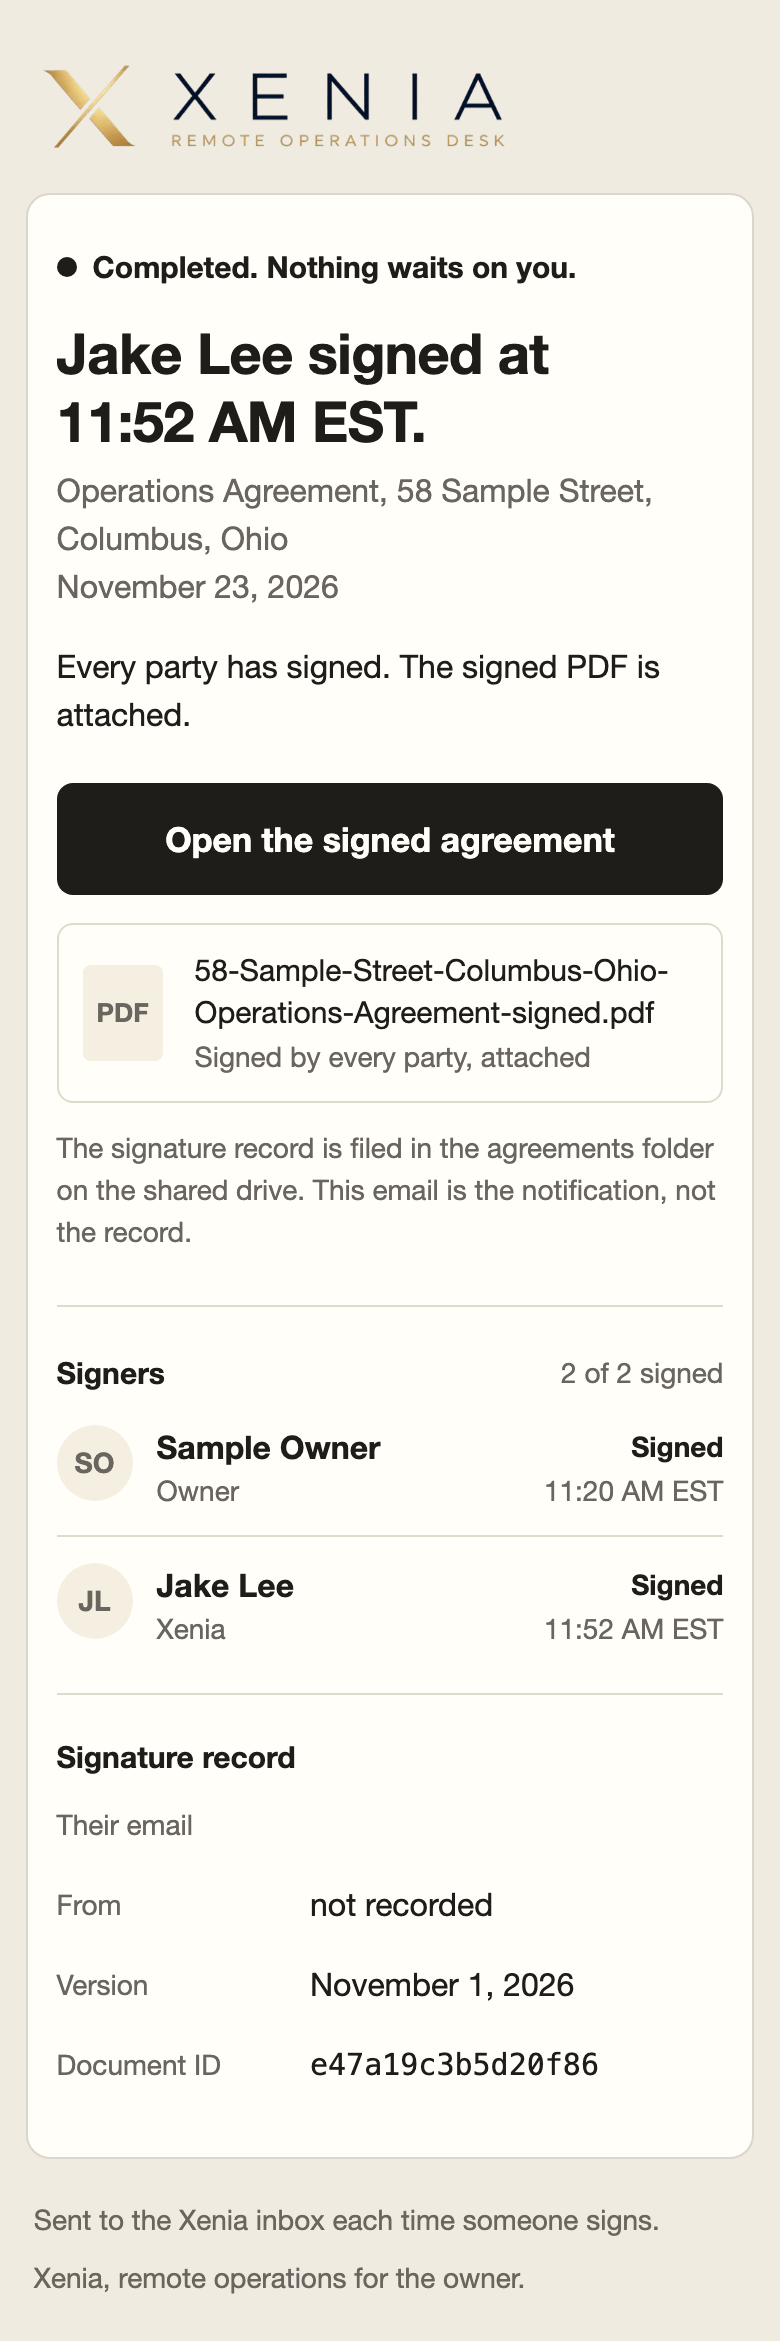 XENIA
REMOTE OPERATIONS DESK
Completed. Nothing waits on you.
Jake Lee signed at
11:52 AM EST.
Operations Agreement, 58 Sample Street,
Columbus, Ohio
November 23, 2026
Every party has signed. The signed PDF is
attached.
Open the signed agreement
PDF
58-Sample-Street-Columbus-Ohio-
Operations-Agreement-signed.pdf
Signed by every party, attached
The signature record is filed in the agreements folder
on the shared drive. This email is the notification, not
the record.
Signers 2 of 2 signed
SO
Sample Owner Signed
Owner 11:20 AM EST
JL
Jake Lee Signed
Xenia 11:52 AM EST
Signature record
Their email
From not recorded
Version November 1, 2026
Document ID e47a19c3b5d20f86
Sent to the Xenia inbox each time someone signs.
Xenia, remote operations for the owner.